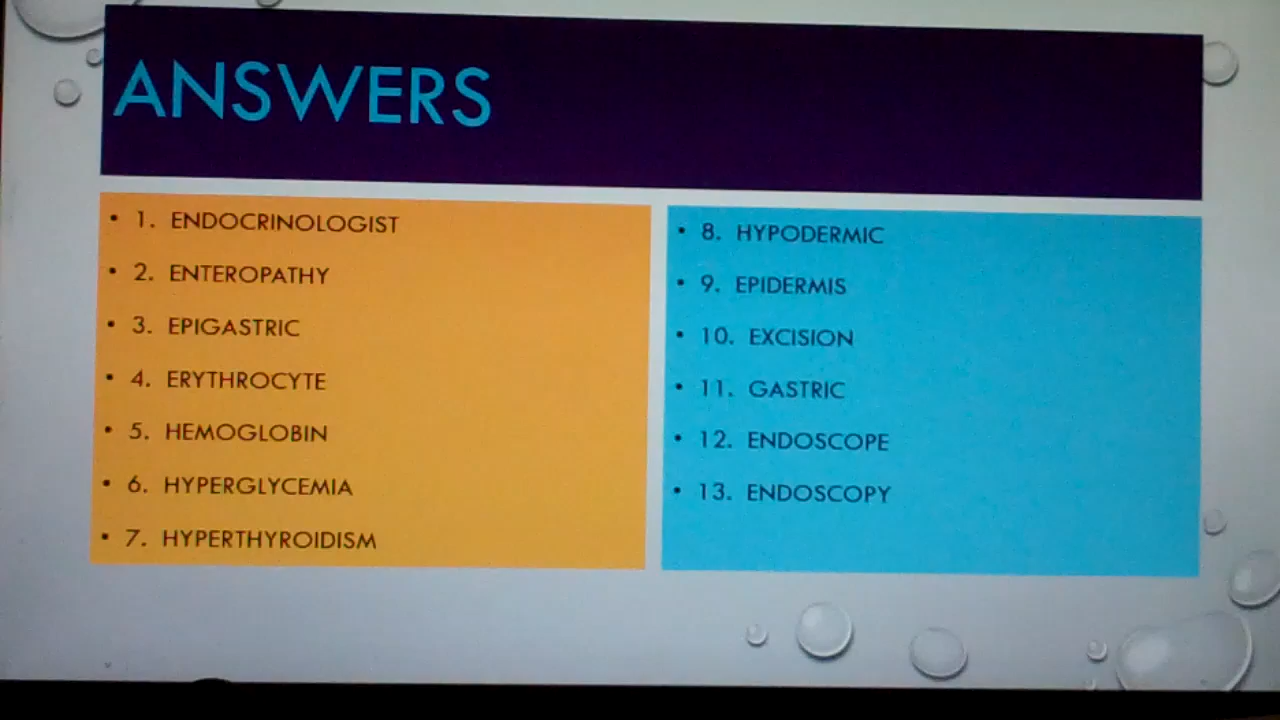 ANSWERS
• 1. ENDOCRINOLOGIST
• 2. ENTEROPATHY
• 3. EPIGASTRIC
• 4. ERYTHROCYTE
• 5. HEMOGLOBIN
• 6. HYPERGLYCEMIA
• 7. HYPERTHYROIDISM
• 8. HYPODERMIC
• 9. EPIDERMIS
• 10. EXCISION
• 11. GASTRIC
• 12. ENDOSCOPE
• 13. ENDOSCOPY